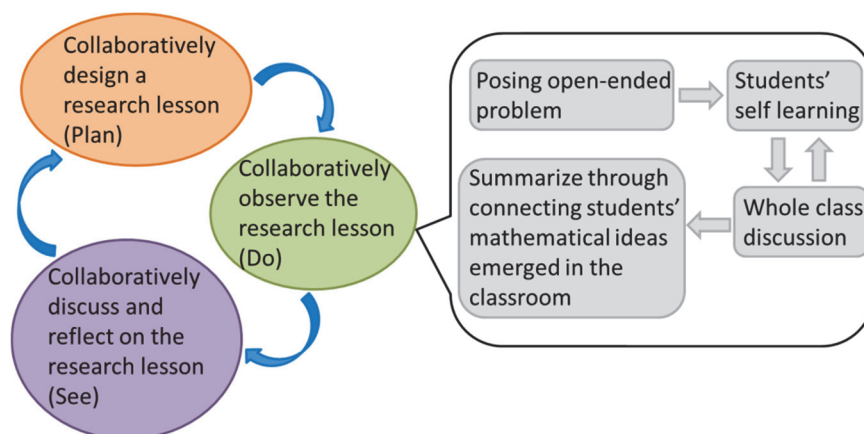 Collaboratively
design a
research lesson
(Plan)
Collaboratively
observe the
research lesson
(Do)
Collaboratively
discuss and
reflect on the
research lesson
(See)
Posing open-ended
problem
Students’
self learning
Whole class
discussion
Summarize through
connecting students’
mathematical ideas
emerged in the
classroom